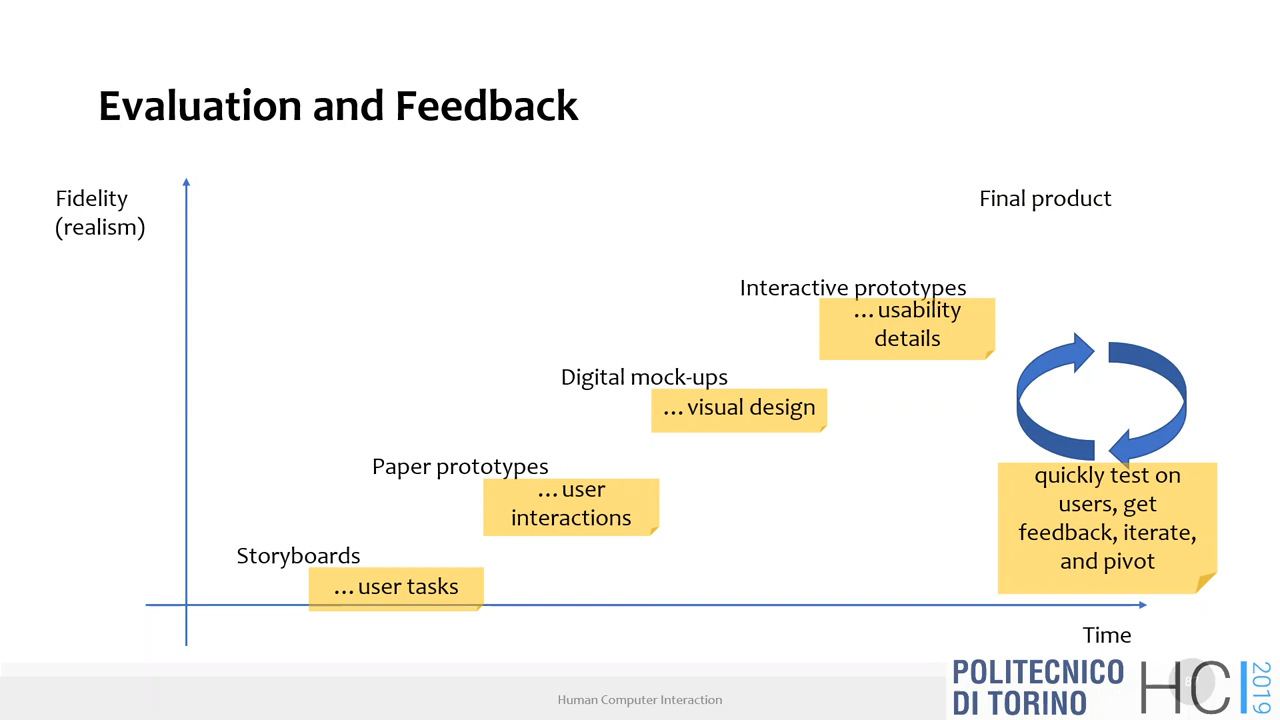 Evaluation and Feedback
Fidelity
(realism)
Final product
Interactive prototypes
...usability
details
Digital mock-ups
...visual design
Paper prototypes
...user
interactions
Storyboards
...user tasks
quickly test on
users, get
feedback, iterate,
and pivot
Time
Human Computer Interaction
POLITECNICO
DI TORINO
HCI
2019